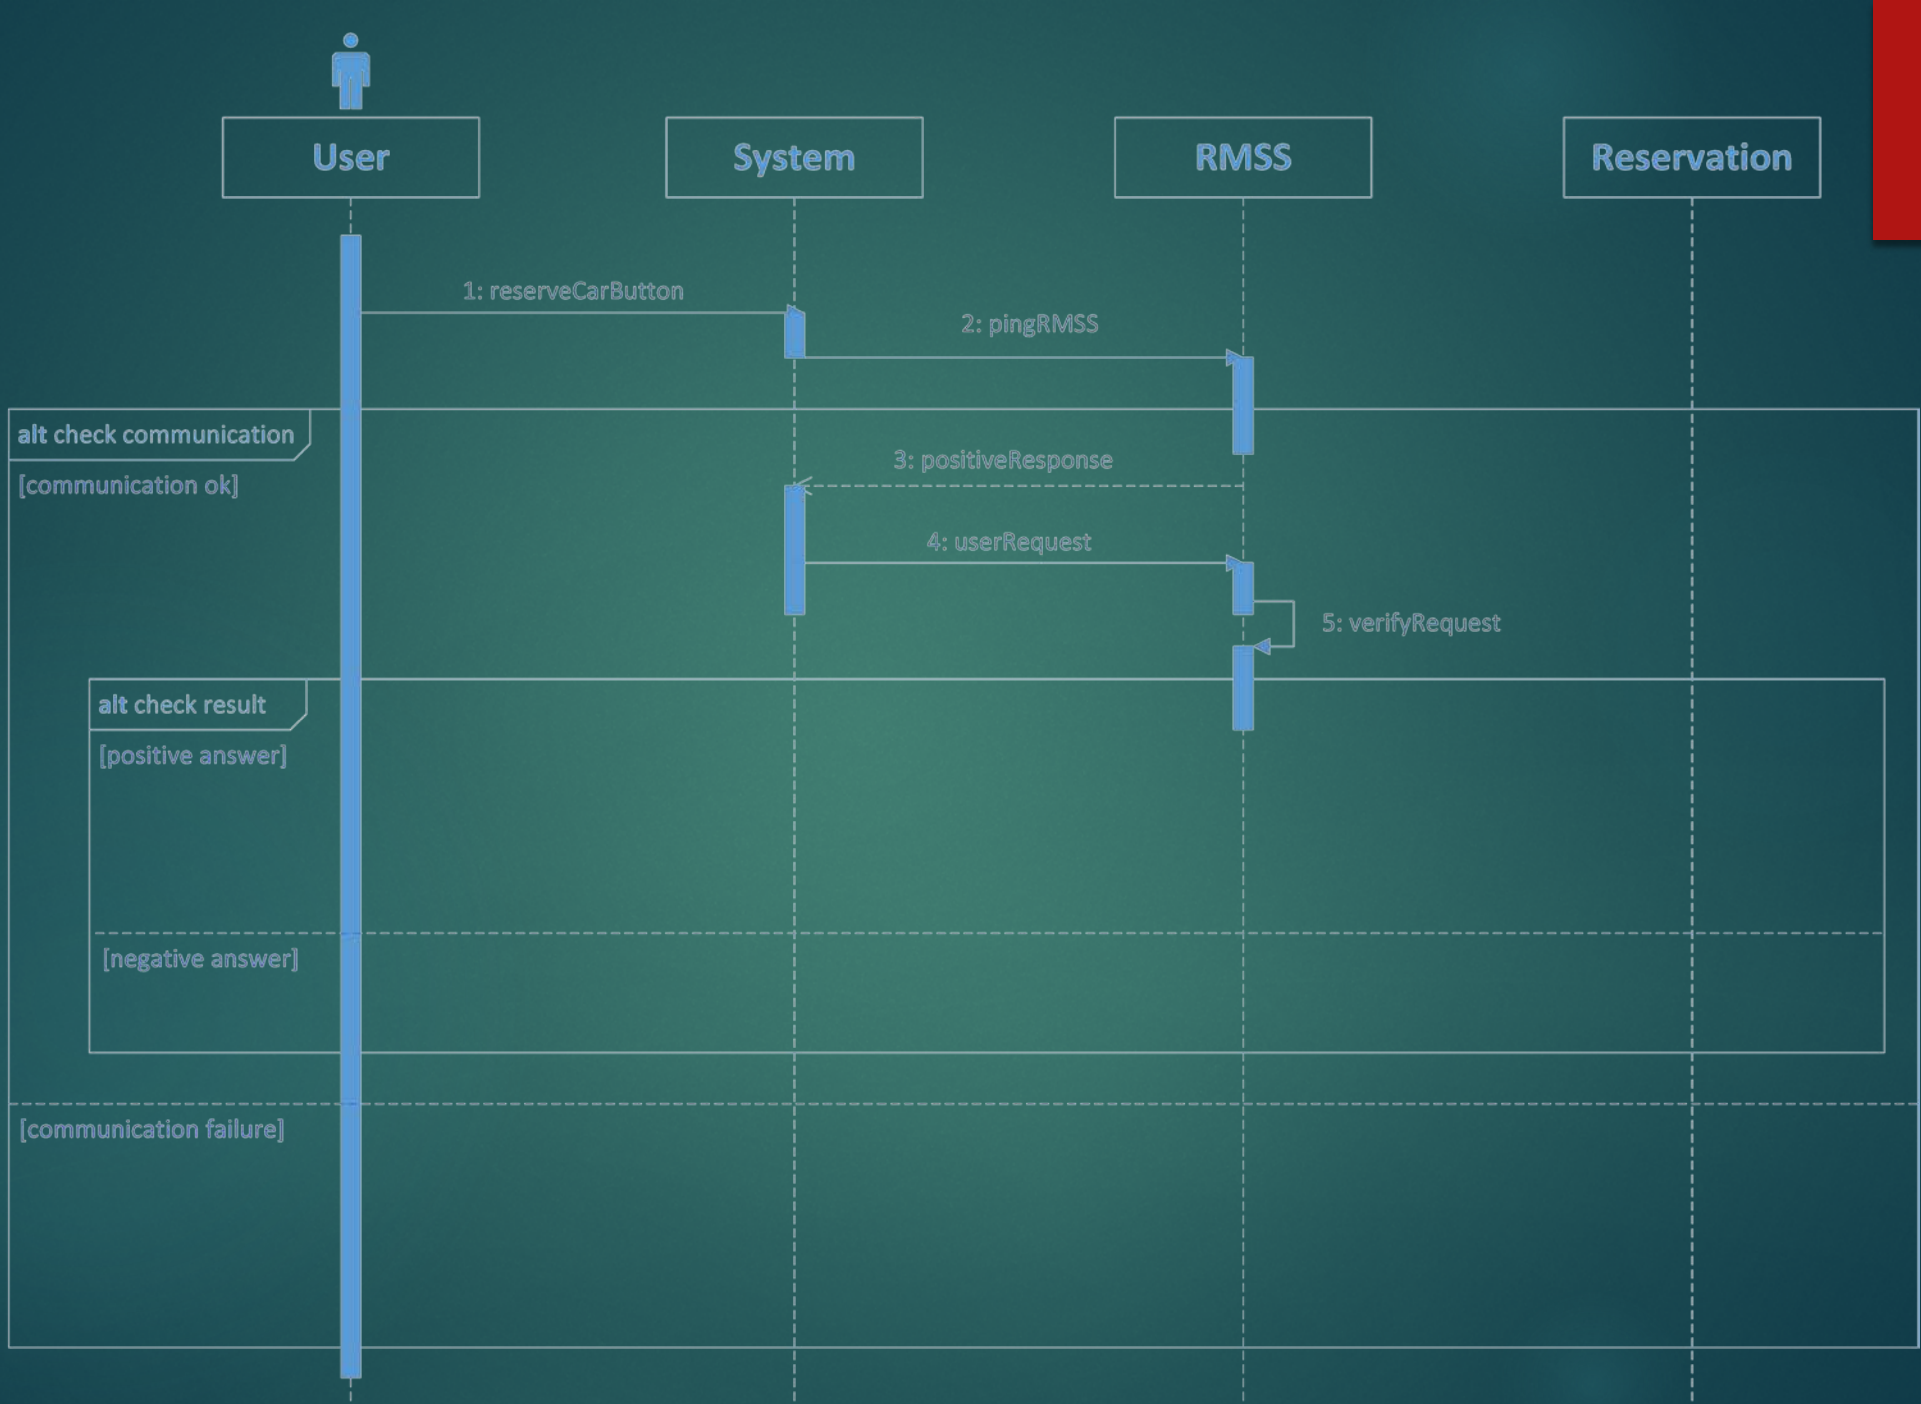 User
System
RMSS
Reservation
1: reserveCarButton
2: pingRMSS
alt check communication
[communication ok]
3: positiveResponse
4: userRequest
5: verifyRequest
alt check result
[positive answer]
[negative answer]
[communication failure]